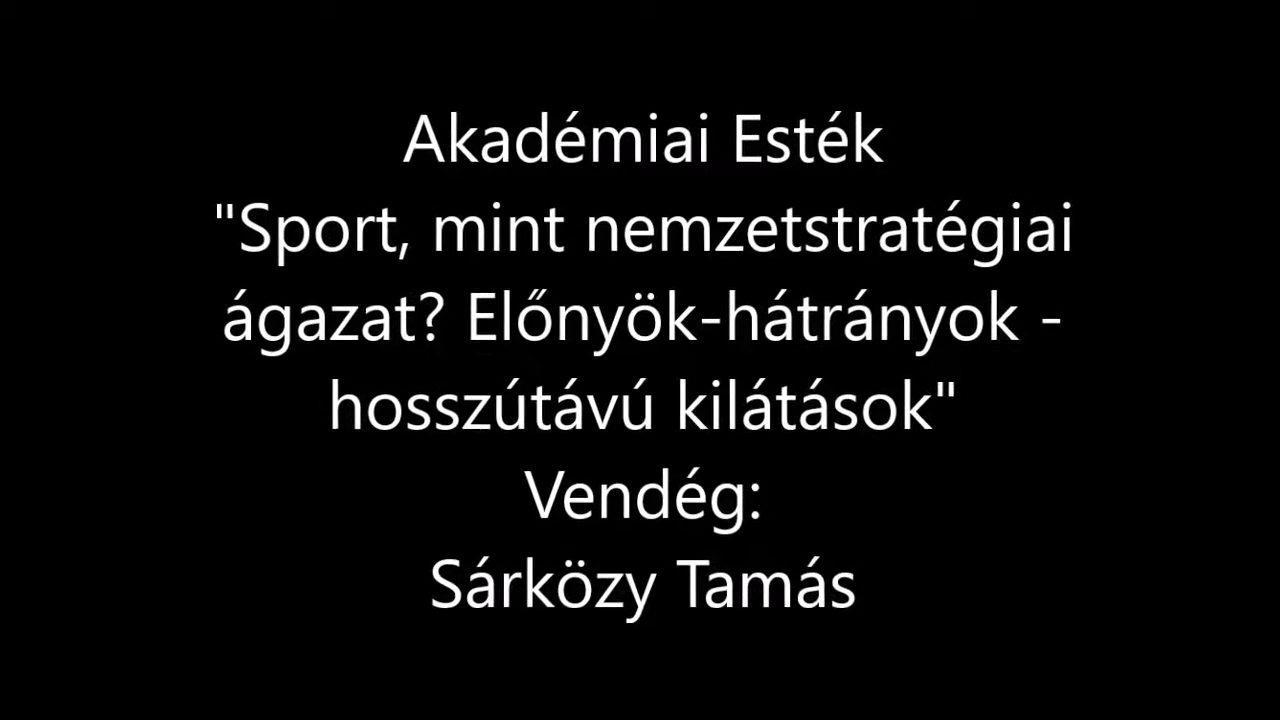 Akadémiai Esték
"Sport, mint nemzetstratégiai
ágazat? Előnyök-hátrányok -
hosszútávú kilátások"
Vendég:
Sárközy Tamás